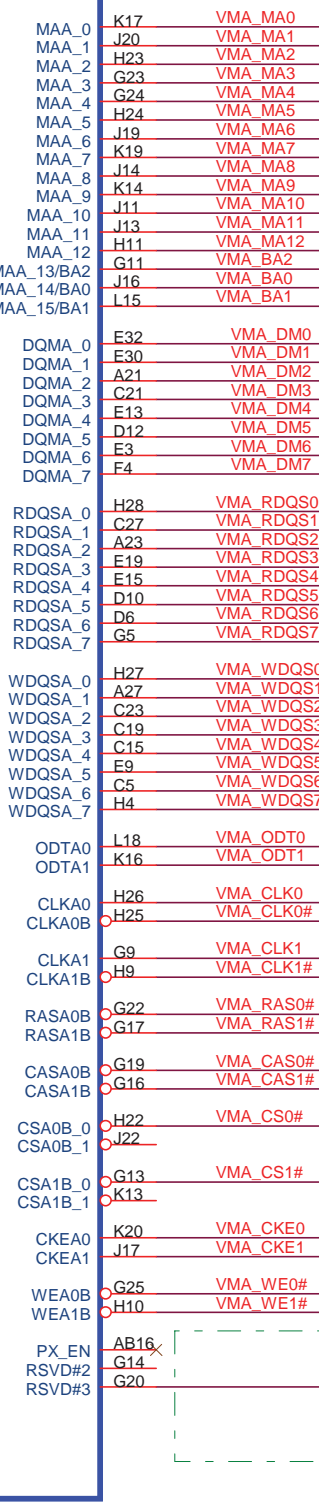 MAA_0 K17 VMA_MA0
MAA_1 J20 VMA_MA1
MAA_2 H23 VMA_MA2
MAA_3 G23 VMA_MA3
MAA_4 G24 VMA_MA4
MAA_5 H24 VMA_MA5
MAA_6 J19 VMA_MA6
MAA_7 K19 VMA_MA7
MAA_8 J14 VMA_MA8
MAA_9 K14 VMA_MA9
MAA_10 J11 VMA_MA10
MAA_11 J13 VMA_MA11
MAA_12 H11 VMA_MA12
MAA_13/BA2 G11 VMA_BA2
MAA_14/BA0 J16 VMA_BA0
MAA_15/BA1 L15 VMA_BA1
DQMA_0 E32 VMA_DM0
DQMA_1 E30 VMA_DM1
DQMA_2 A21 VMA_DM2
DQMA_3 C21 VMA_DM3
DQMA_4 E13 VMA_DM4
DQMA_5 D12 VMA_DM5
DQMA_6 E3 VMA_DM6
DQMA_7 F4 VMA_DM7
RDQSA_0 H28 VMA_RDQS0
RDQSA_1 C27 VMA_RDQS1
RDQSA_2 A23 VMA_RDQS2
RDQSA_3 E19 VMA_RDQS3
RDQSA_4 E15 VMA_RDQS4
RDQSA_5 D10 VMA_RDQS5
RDQSA_6 D6 VMA_RDQS6
RDQSA_7 G5 VMA_RDQS7
WDQSA_0 H27 VMA_WDQS0
WDQSA_1 A27 VMA_WDQS1
WDQSA_2 C23 VMA_WDQS2
WDQSA_3 C19 VMA_WDQS3
WDQSA_4 C15 VMA_WDQS4
WDQSA_5 E9 VMA_WDQS5
WDQSA_6 C5 VMA_WDQS6
WDQSA_7 H4 VMA_WDQS7
ODTA0 L18 VMA_ODT0
ODTA1 K16 VMA_ODT1
CLKA0 H26 VMA_CLK0
CLKA0B H25 VMA_CLK0#
CLKA1 G9 VMA_CLK1
CLKA1B H9 VMA_CLK1#
RASA0B G22 VMA_RAS0#
RASA1B G17 VMA_RAS1#
CASA0B G19 VMA_CAS0#
CASA1B G16 VMA_CAS1#
CSA0B_0 H22 VMA_CS0#
CSA0B_1 J22
CSA1B_0 G13 VMA_CS1#
CSA1B_1 K13
CKEA0 K20 VMA_CKE0
CKEA1 J17 VMA_CKE1
WEA0B G25 VMA_WE0#
WEA1B H10 VMA_WE1#
PX_EN AB16
RSVD#2 G14
RSVD#3 G20